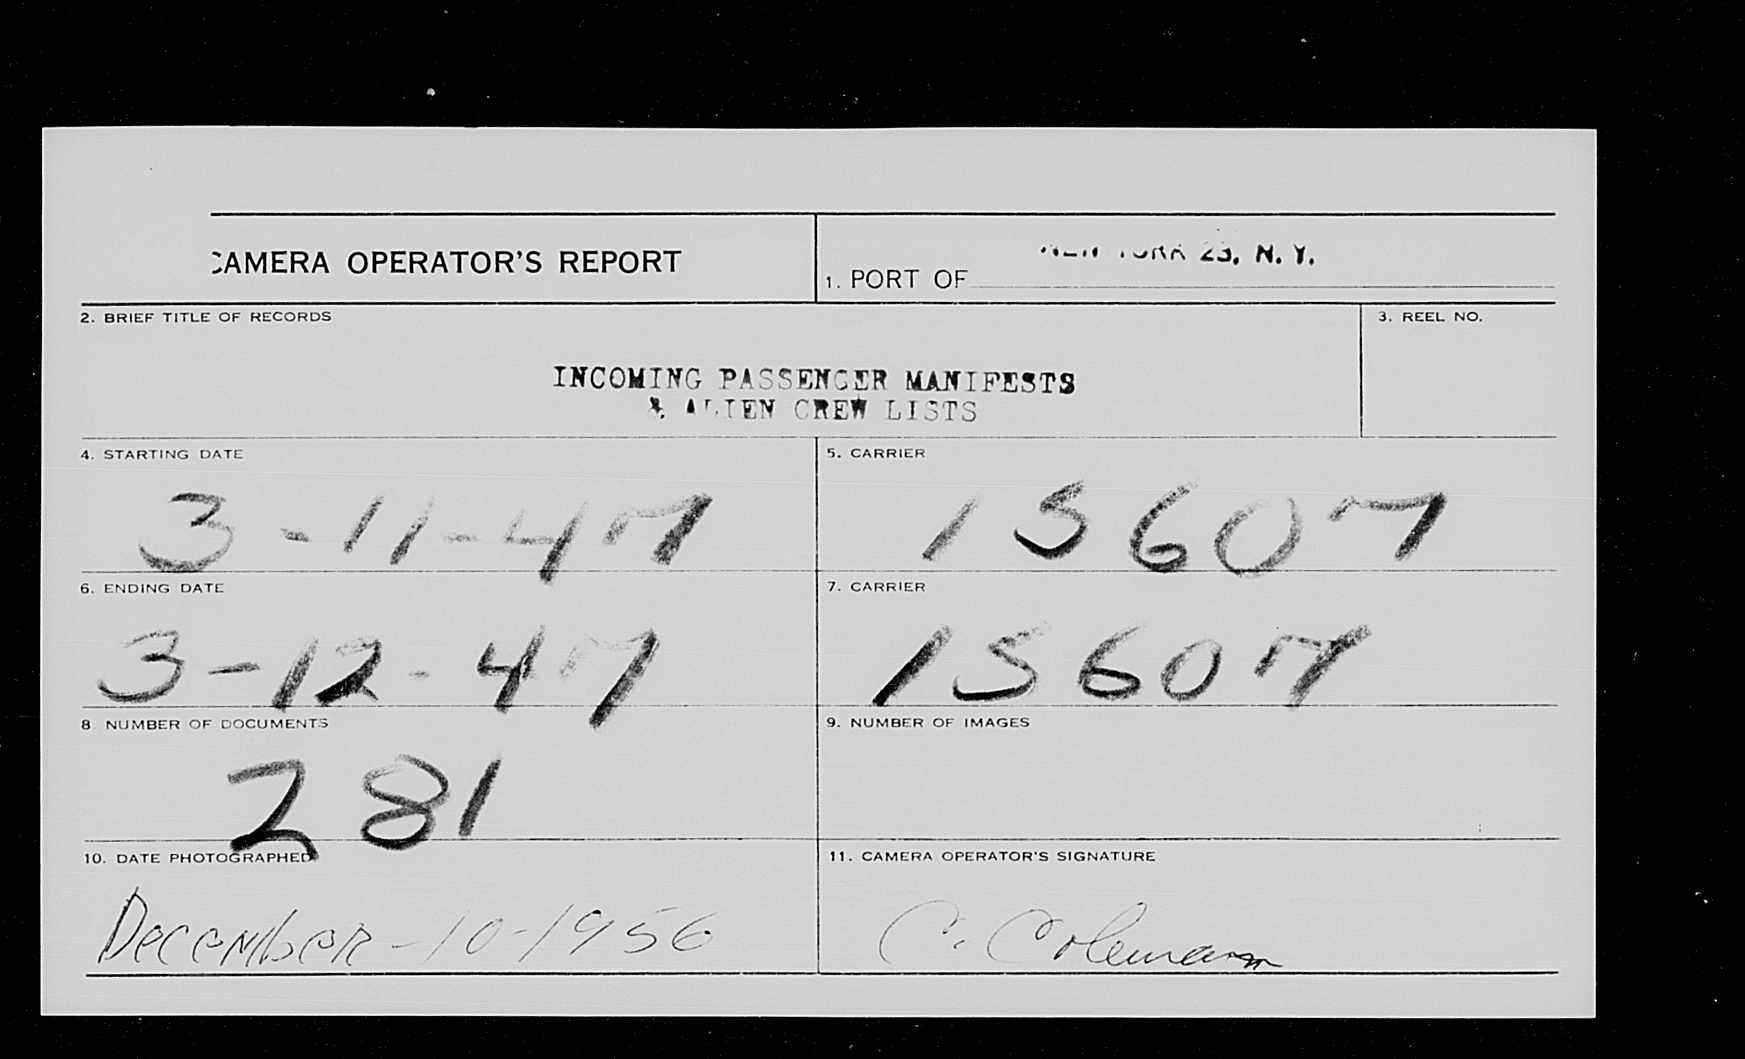 CAMERA OPERATOR'S REPORT
1. PORT OF NEW YORK 23, N. Y.
2. BRIEF TITLE OF RECORDS
3. REEL NO.
INCOMING PASSENGER MANIFESTS
& ALIEN CREW LISTS
4. STARTING DATE
5. CARRIER
3-11-47
15607
6. ENDING DATE
7. CARRIER
3-12-47
15607
8 NUMBER OF DOCUMENTS
9. NUMBER OF IMAGES
281
10. DATE PHOTOGRAPHED
11. CAMERA OPERATOR'S SIGNATURE
December-10-1956
C. Coleman